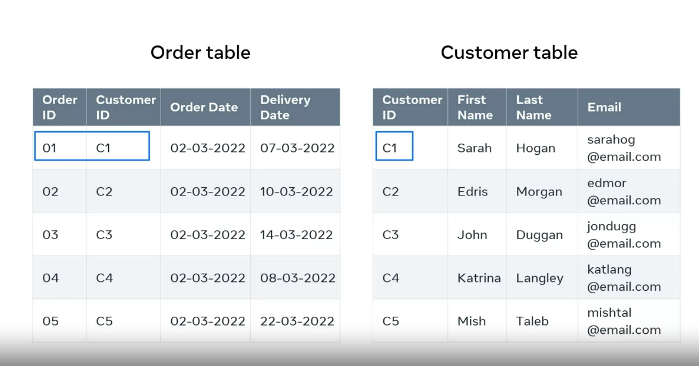 Order table
Order ID Customer ID Order Date Delivery Date
01 C1 02-03-2022 07-03-2022
02 C2 02-03-2022 10-03-2022
03 C3 02-03-2022 14-03-2022
04 C4 02-03-2022 08-03-2022
05 C5 02-03-2022 22-03-2022
Customer table
Customer ID First Name Last Name Email
C1 Sarah Hogan sarahog@email.com
C2 Edris Morgan edmor@email.com
C3 John Duggan jondugg@email.com
C4 Katrina Langley katlang@email.com
C5 Mish Taleb mishtal@email.com